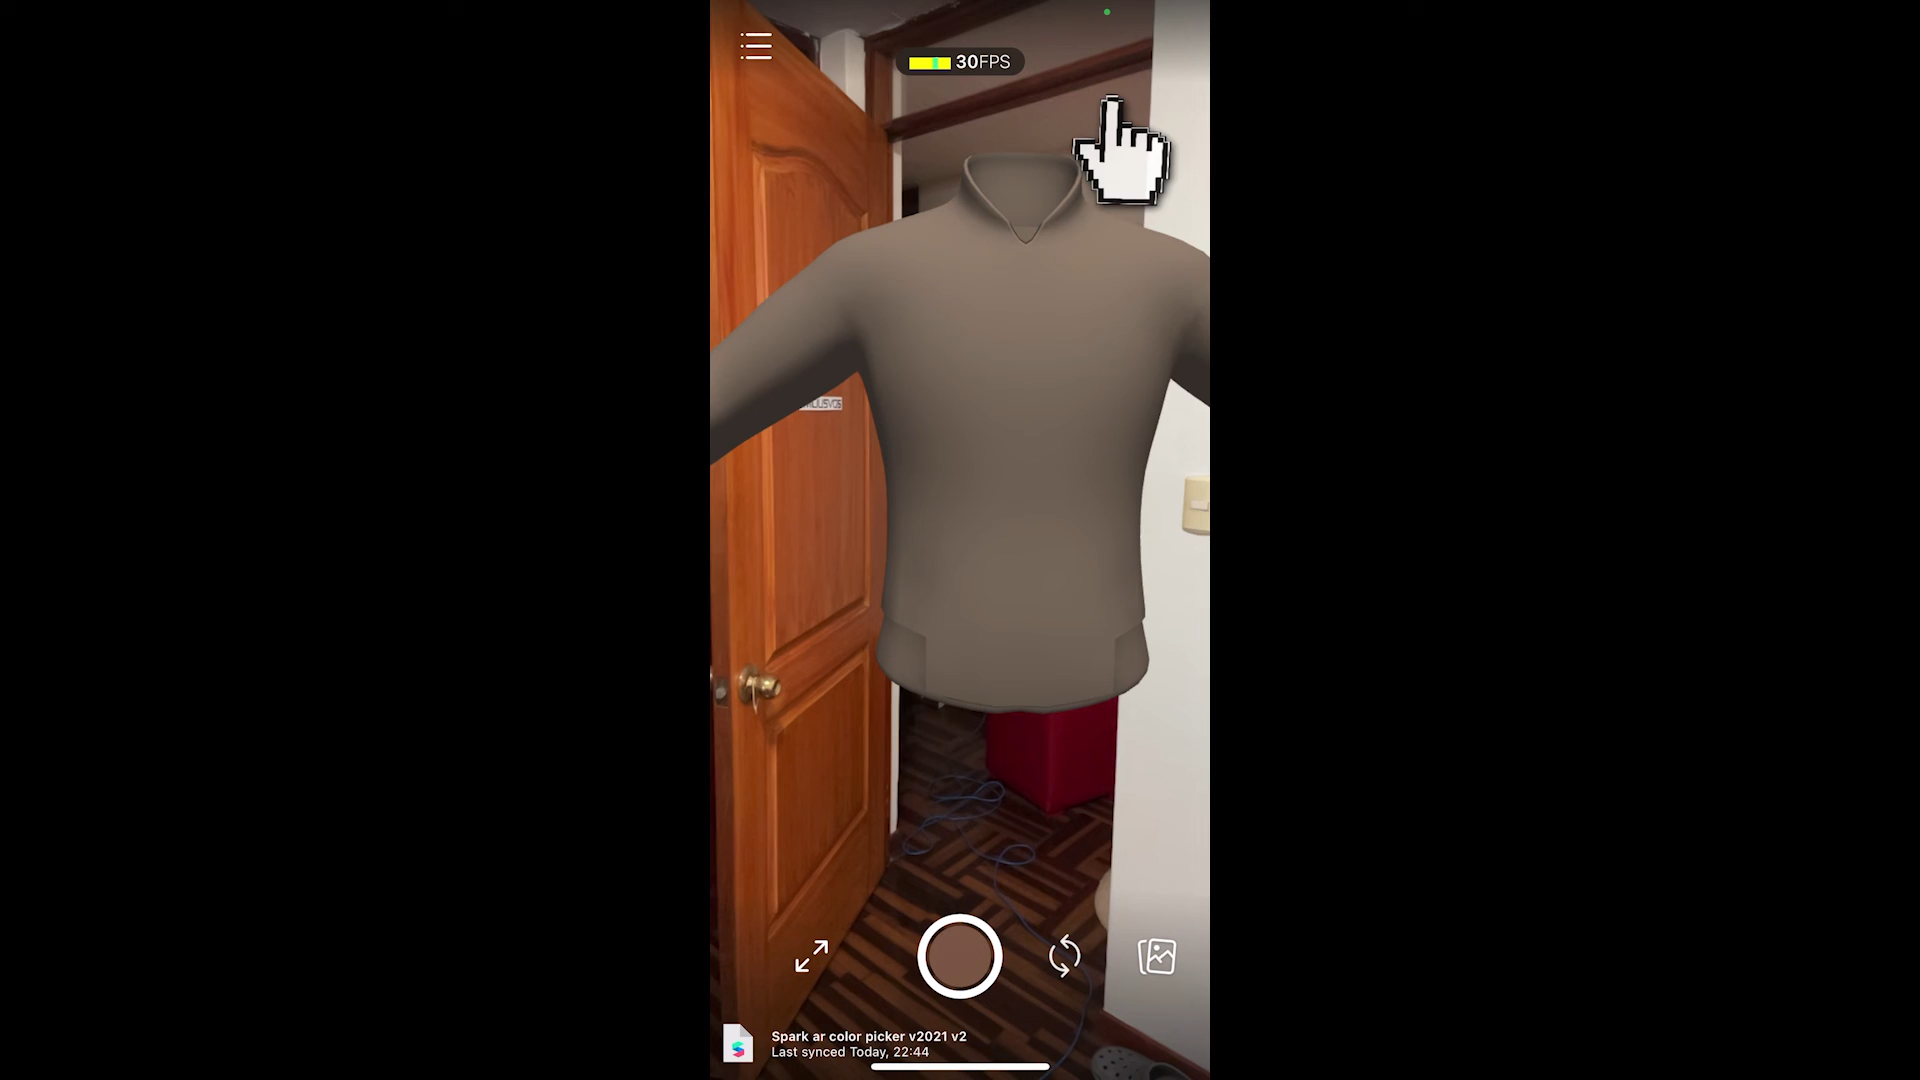 30FPS
Spark ar color picker v2021 v2
Last synced Today, 22:44